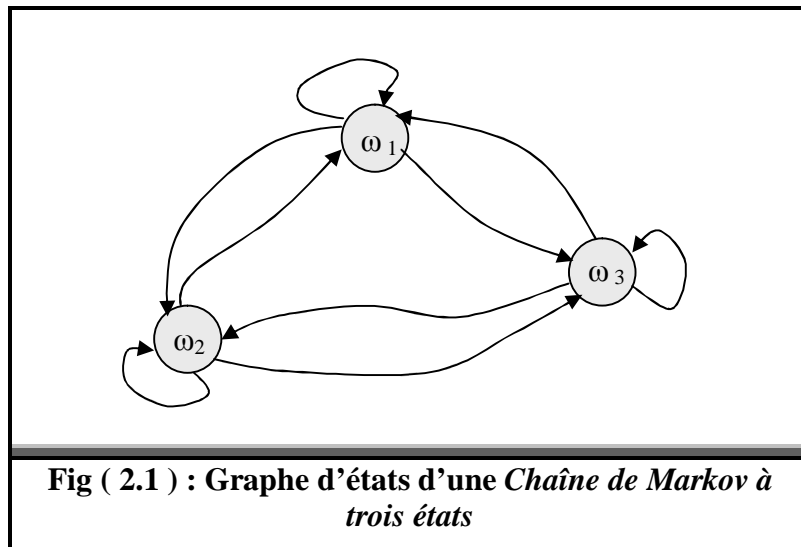 ω 1
ω 3
ω2
Fig ( 2.1 ) : Graphe d’états d’une Chaîne de Markov à
trois états